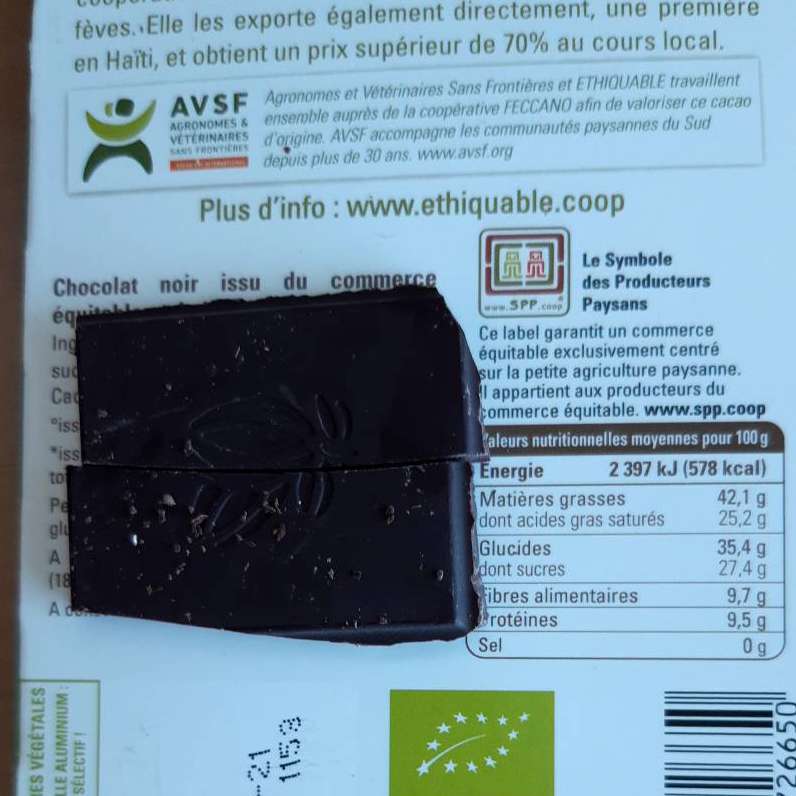 fèves. Elle les exporte également directement, une première
en Haïti, et obtient un prix supérieur de 70% au cours local.
AVSF
AGRONOMES &
VÉTÉRINAIRES
SANS FRONTIÈRES
Agronomes et Vétérinaires Sans Frontières et ETHIQUABLE travaillent
ensemble auprès de la coopérative FECCANO afin de valoriser ce cacao
d'origine. AVSF accompagne les communautés paysannes du Sud
depuis plus de 30 ans. www.avsf.org
Plus d'info : www.ethiquable.coop
Chocolat noir issu du commerce
www.SPP.coop
Le Symbole
des Producteurs
Paysans
Ce label garantit un commerce
équitable exclusivement centré
sur la petite agriculture paysanne.
Il appartient aux producteurs du
commerce équitable. www.spp.coop
Valeurs nutritionnelles moyennes pour 100 g
Énergie 2 397 kJ (578 kcal)
Matières grasses 42,1 g
dont acides gras saturés 25,2 g
Glucides 35,4 g
dont sucres 27,4 g
Fibres alimentaires 9,7 g
Protéines 9,5 g
Sel 0 g
VÉGÉTALES
ALUMINIUM :
SÉLECTIF !
-21
1153
26650